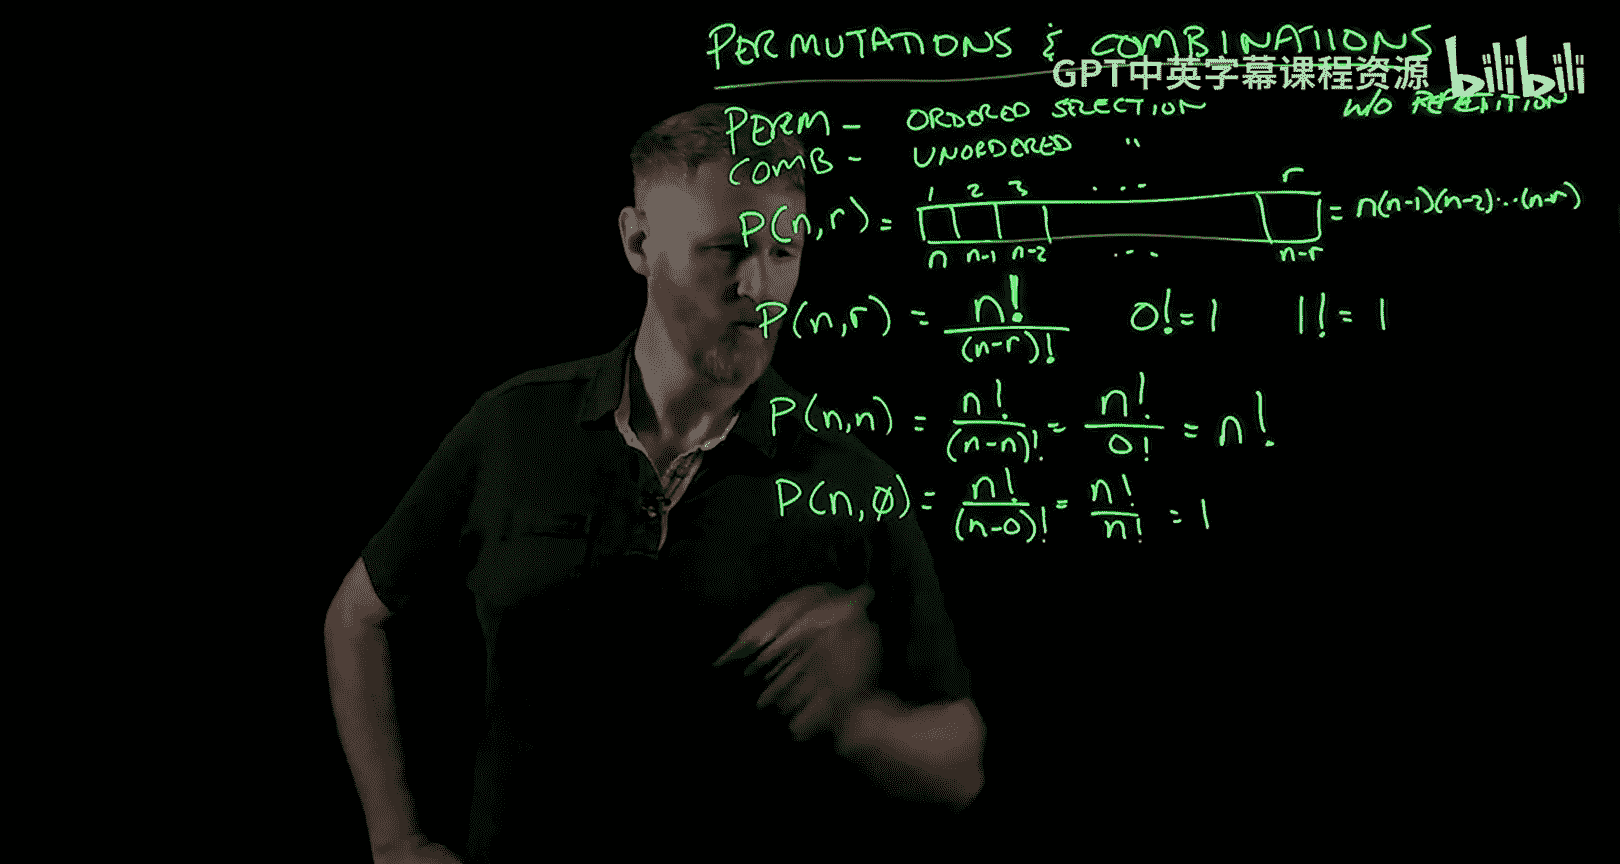 PERMUTATIONS & COMBINATIONS
GPT中英字幕课程资源 bilibili
PERM - ORDERED SELECTION W/O REPETITION
COMB - UNORDERED "
1 2 3 ... r
P(n,r) = = n(n-1)(n-2)...(n-r)
n n-1 n-2 ... n-r
P(n,r) = n!/(n-r)! 0! = 1 1! = 1
P(n,n) = n!/(n-n)! = n!/0! = n!
P(n,∅) = n!/(n-0)! = n!/n! = 1